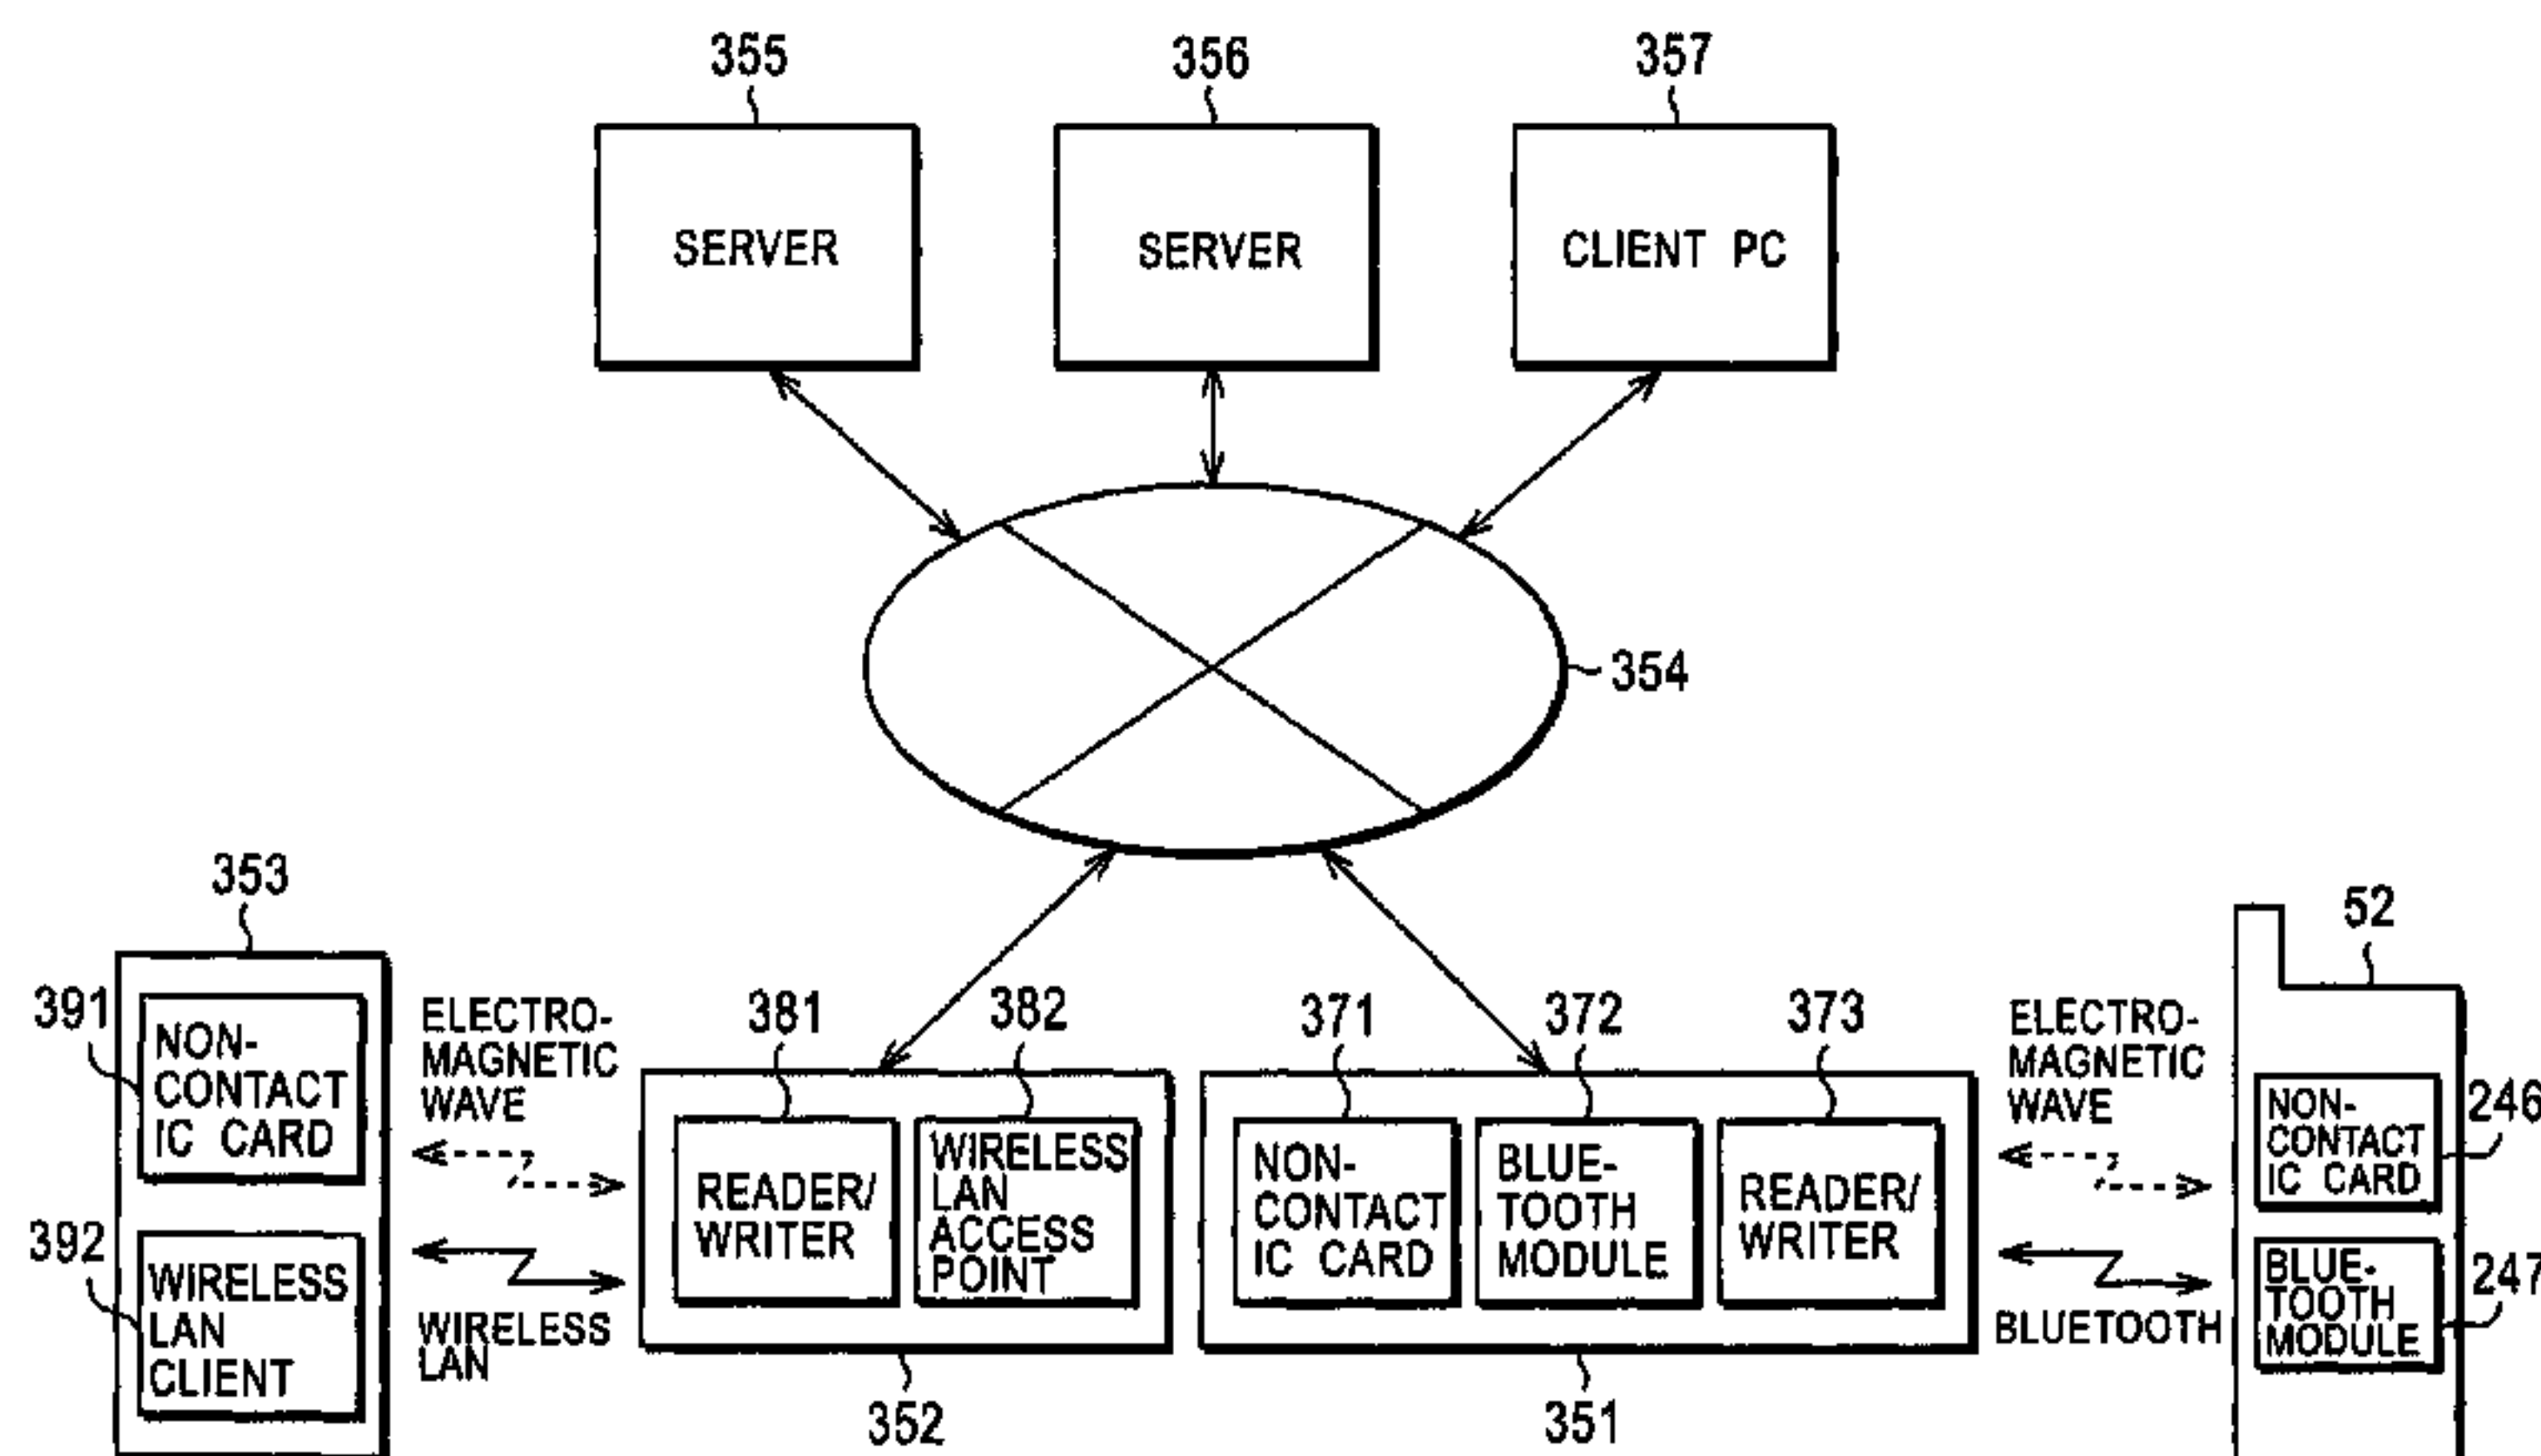 355
356
357
SERVER
SERVER
CLIENT PC
354
353
52
391
NON-
CONTACT
IC CARD
392
WIRELESS
LAN
CLIENT
ELECTRO-
MAGNETIC
WAVE
WIRELESS
LAN
381
382
READER/
WRITER
WIRELESS
LAN
ACCESS
POINT
352
371
372
373
NON-
CONTACT
IC CARD
BLUE-
TOOTH
MODULE
READER/
WRITER
351
ELECTRO-
MAGNETIC
WAVE
BLUETOOTH
NON-
CONTACT
IC CARD
246
BLUE-
TOOTH
MODULE
247